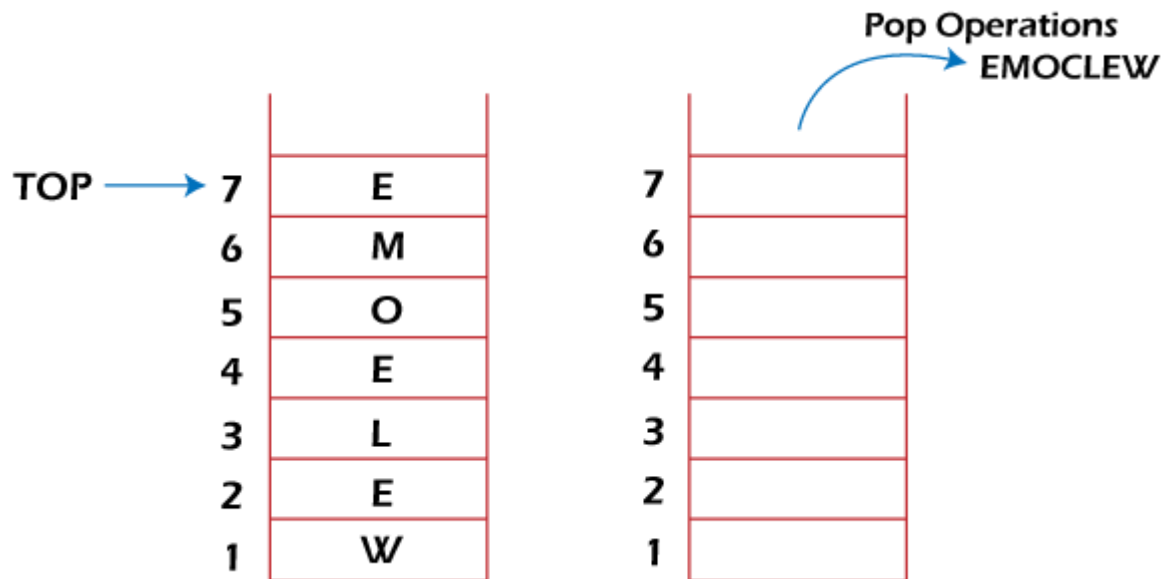 Pop Operations
EMOCLEW
TOP 7 E 7
6 M 6
5 O 5
4 E 4
3 L 3
2 E 2
1 W 1